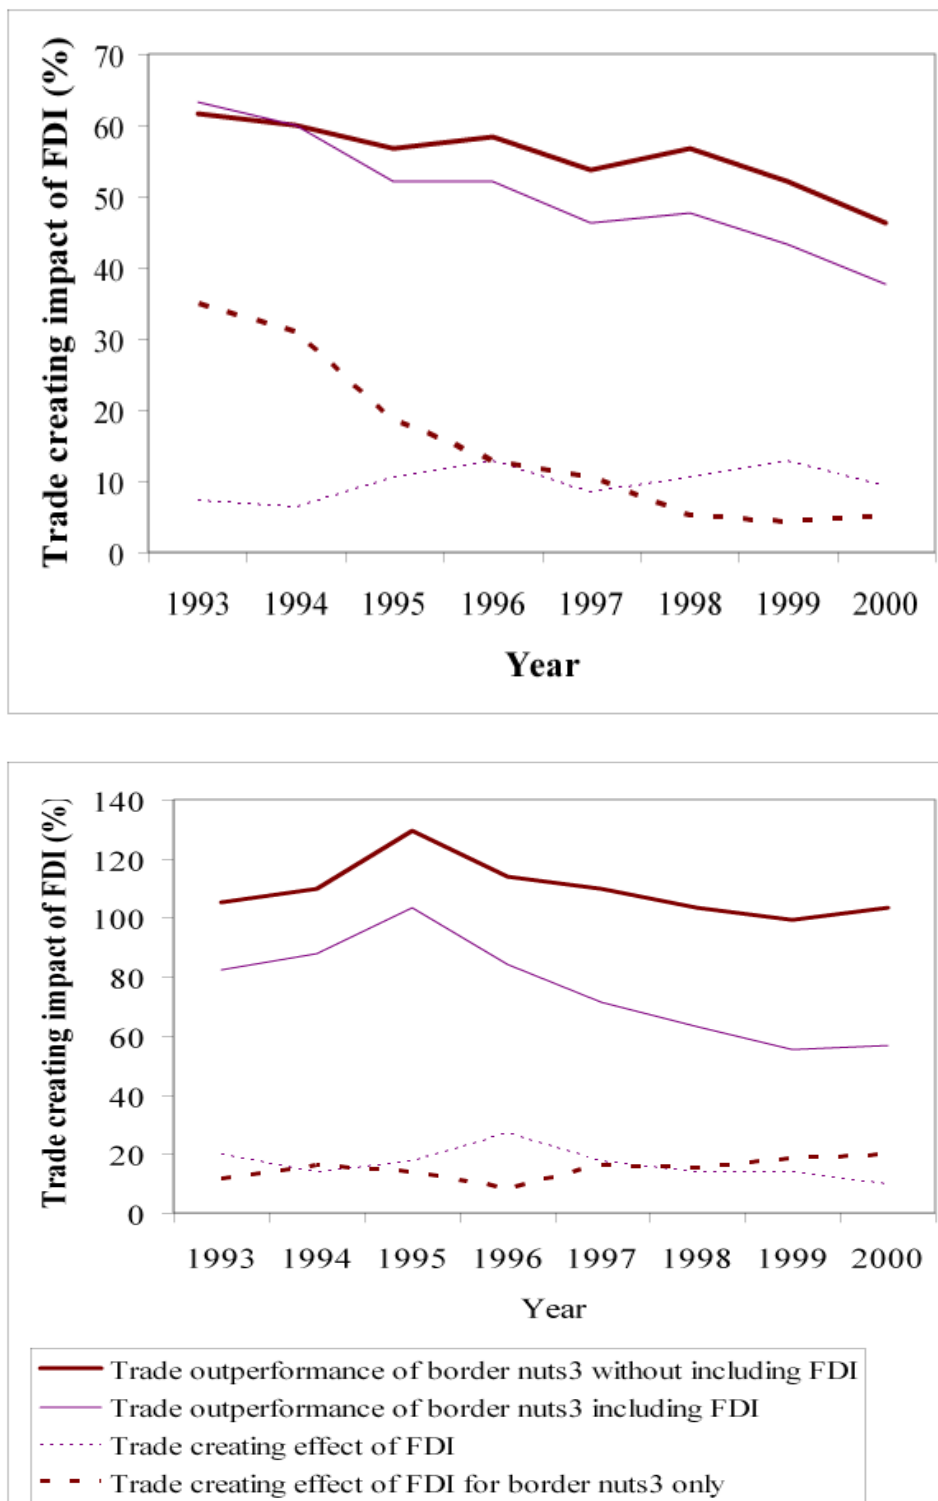 Trade creating impact of FDI (%)
70
60
50
40
30
20
10
0
1993 1994 1995 1996 1997 1998 1999 2000
Year
Trade creating impact of FDI (%)
140
120
100
80
60
40
20
0
1993 1994 1995 1996 1997 1998 1999 2000
Year
Trade outperformance of border nuts3 without including FDI
Trade outperformance of border nuts3 including FDI
Trade creating effect of FDI
Trade creating effect of FDI for border nuts3 only